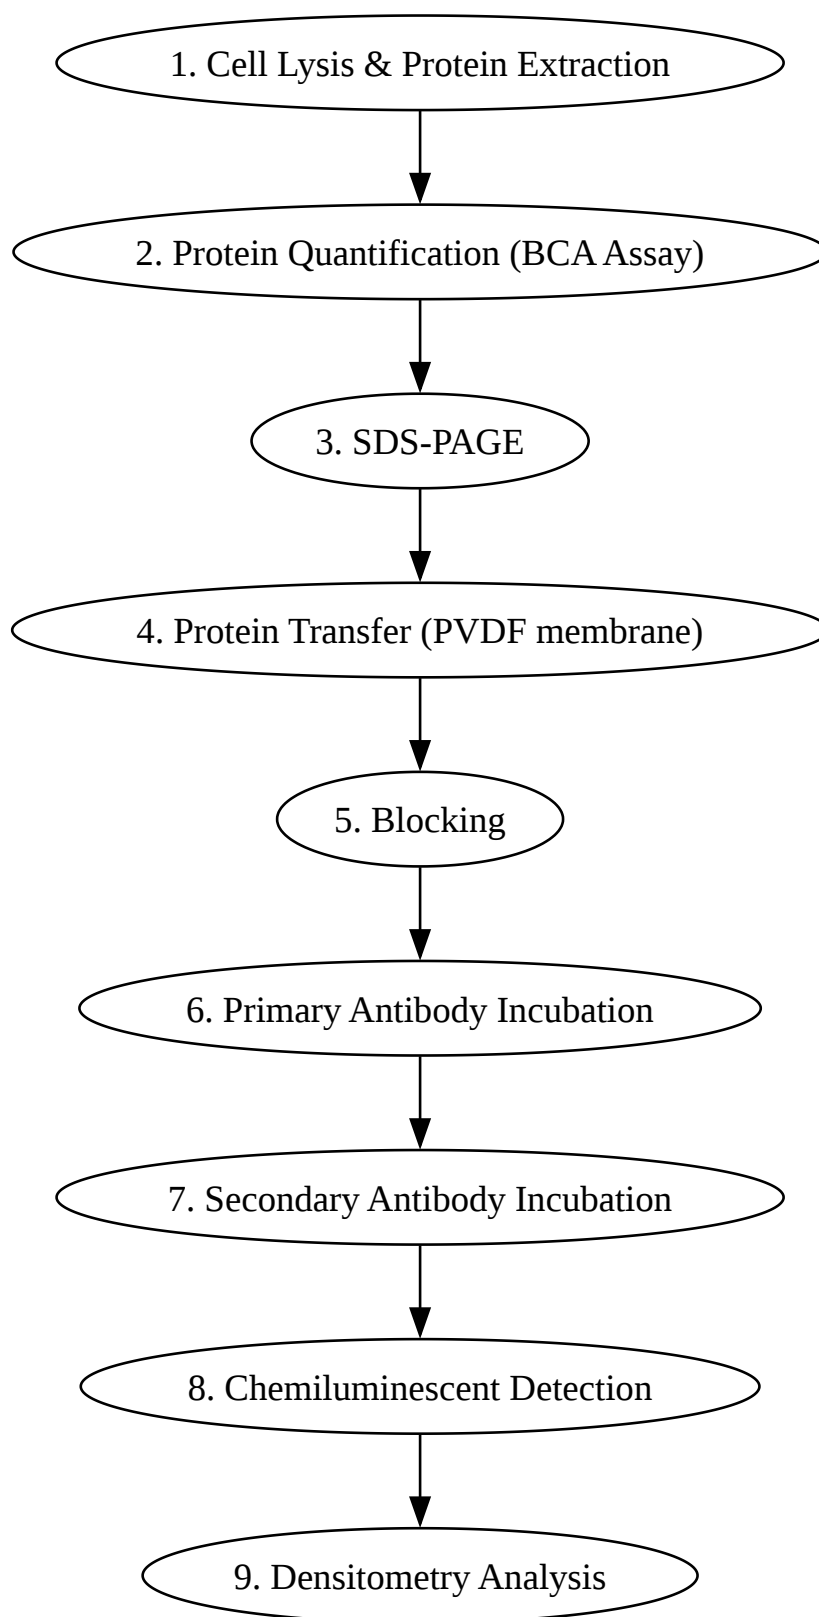 1. Cell Lysis & Protein Extraction
2. Protein Quantification (BCA Assay)
3. SDS-PAGE
4. Protein Transfer (PVDF membrane)
5. Blocking
6. Primary Antibody Incubation
7. Secondary Antibody Incubation
8. Chemiluminescent Detection
9. Densitometry Analysis